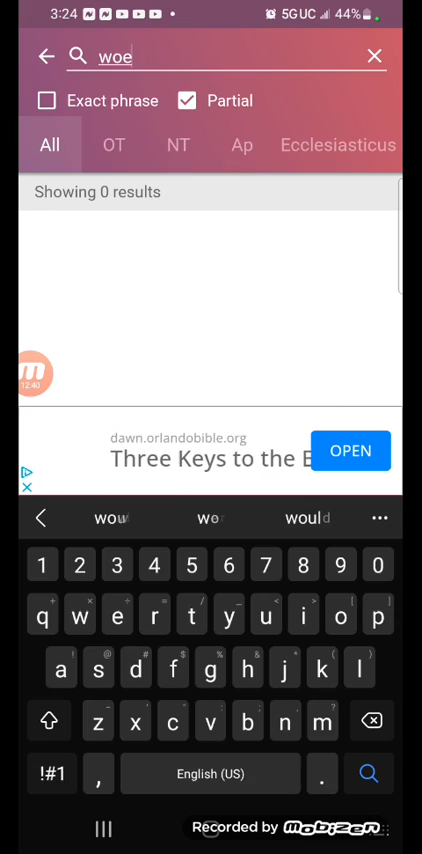 3:24 5GUC 44%
woe
Exact phrase Partial
All OT NT Ap Ecclesiasticus
Showing 0 results
m
12:40
dawn.orlandobible.org
Three Keys to the B OPEN
would
1 2 3 4 5 6 7 8 9 0
+ × ÷ = / _ < > [ ]
q w e r t y u i o p
! @ # $ % & * ( )
a s d f g h j k l
- ' " : ; , ?
z x c v b n m
!#1 , English (US) .
Recorded by mobizen